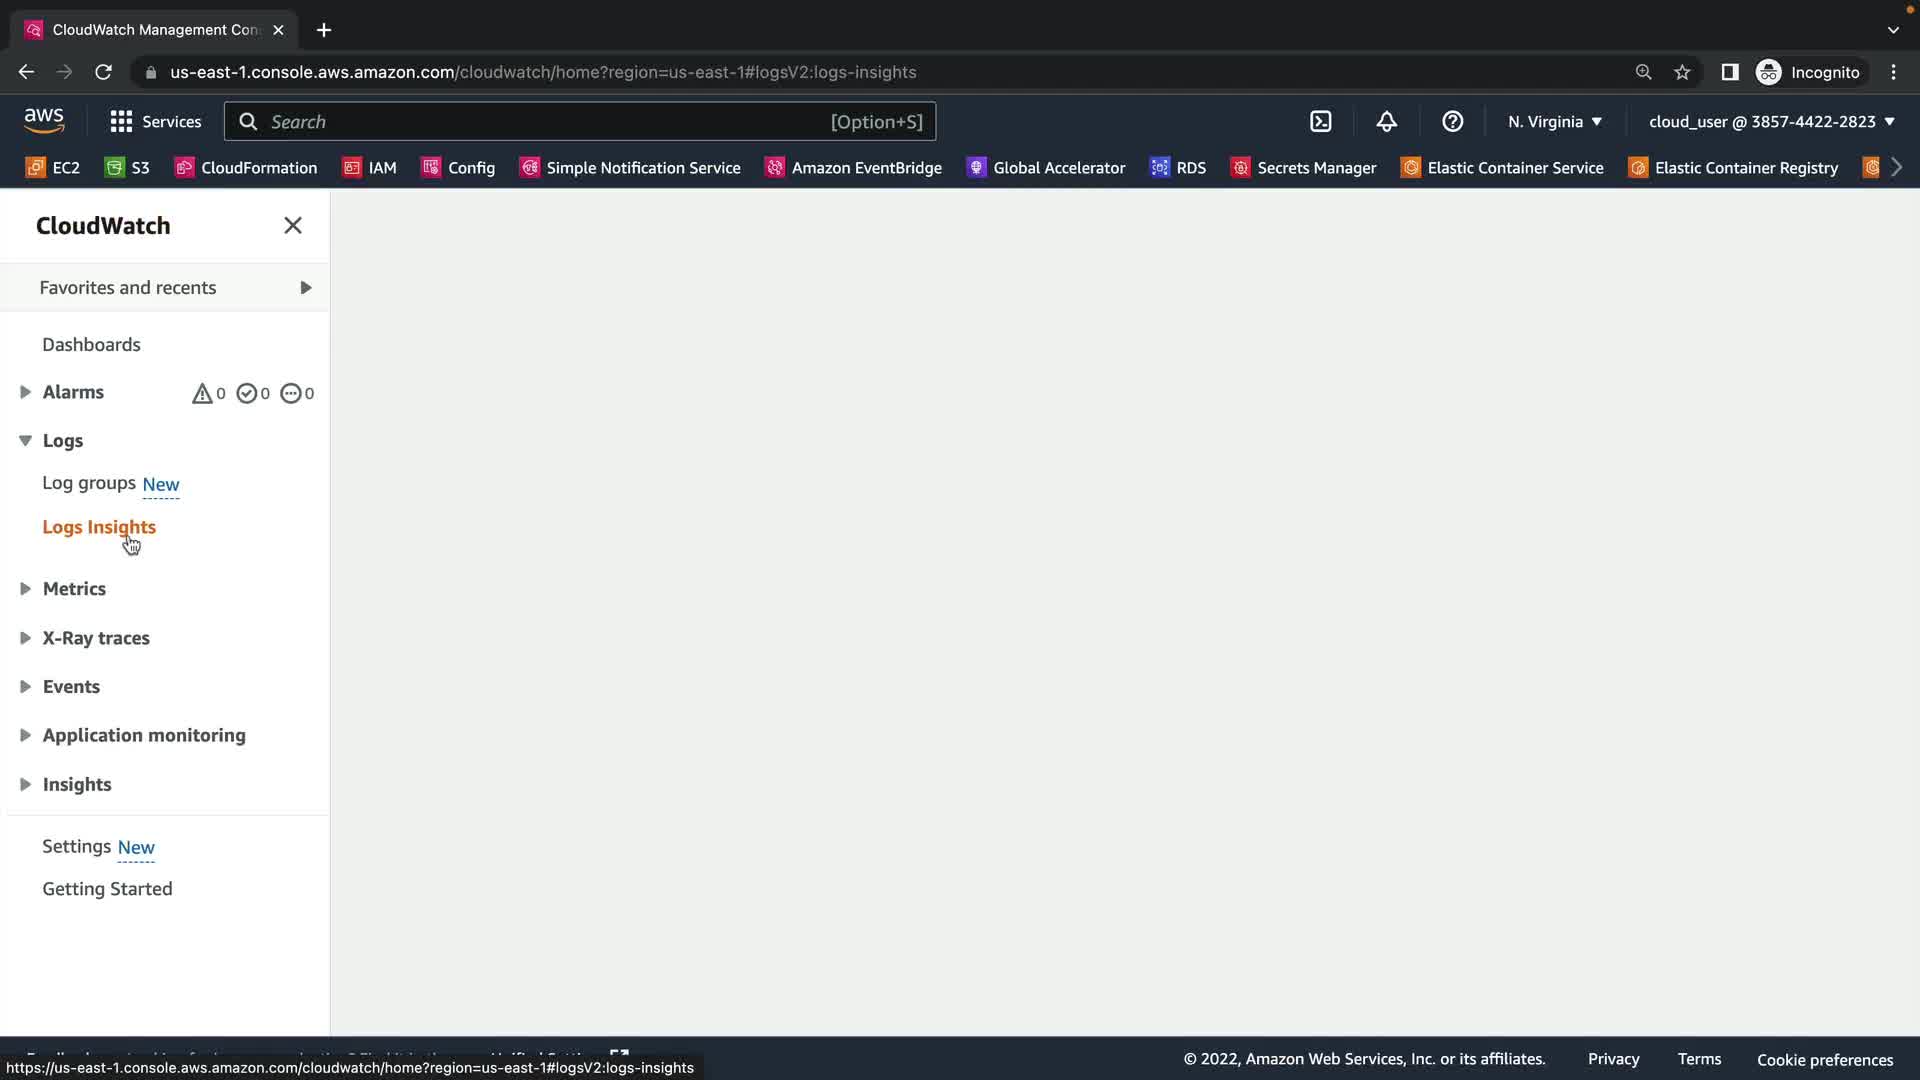 CloudWatch Management Con
us-east-1.console.aws.amazon.com/cloudwatch/home?region=us-east-1#logsV2:logs-insights
Incognito
aws
Services
Search
[Option+S]
N. Virginia
cloud_user @ 3857-4422-2823
EC2
S3
CloudFormation
IAM
Config
Simple Notification Service
Amazon EventBridge
Global Accelerator
RDS
Secrets Manager
Elastic Container Service
Elastic Container Registry
CloudWatch
Favorites and recents
Dashboards
Alarms 0 0 0
Logs
Log groups New
Logs Insights
Metrics
X-Ray traces
Events
Application monitoring
Insights
Settings New
Getting Started
© 2022, Amazon Web Services, Inc. or its affiliates.
Privacy
Terms
Cookie preferences
https://us-east-1.console.aws.amazon.com/cloudwatch/home?region=us-east-1#logsV2:logs-insights